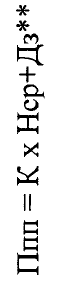 Ппп = К x Нср+Дз**